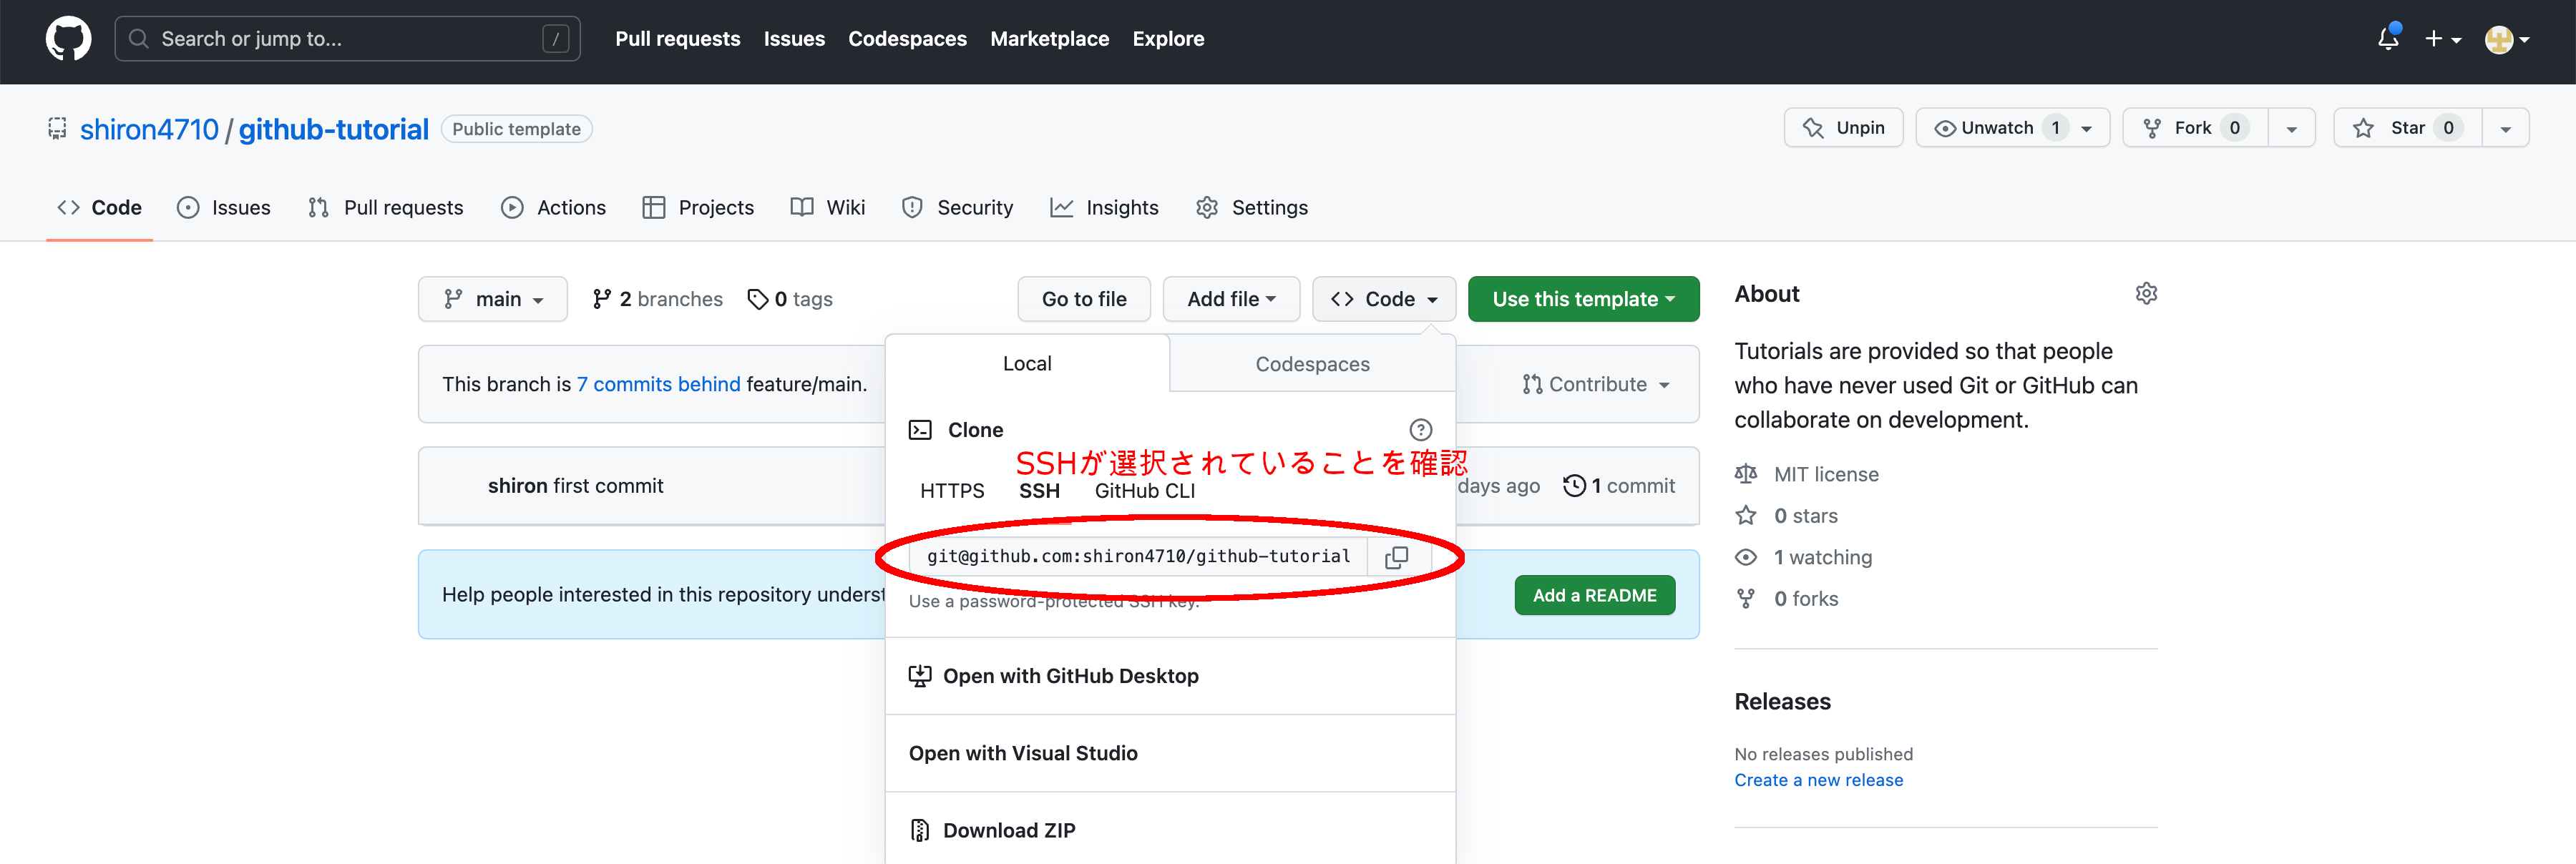 Search or jump to... /
Pull requests Issues Codespaces Marketplace Explore
shiron4710 / github-tutorial Public template
Unpin Unwatch 1 Fork 0 Star 0
Code Issues Pull requests Actions Projects Wiki Security Insights Settings
main 2 branches 0 tags
Go to file Add file Code Use this template
Local Codespaces
This branch is 7 commits behind feature/main.
Contribute
Clone
SSHが選択されていることを確認
HTTPS SSH GitHub CLI
shiron first commit
days ago 1 commit
git@github.com:shiron4710/github-tutorial
Use a password-protected SSH key.
Help people interested in this repository underst
Add a README
Open with GitHub Desktop
Open with Visual Studio
Download ZIP
About
Tutorials are provided so that people
who have never used Git or GitHub can
collaborate on development.
MIT license
0 stars
1 watching
0 forks
Releases
No releases published
Create a new release